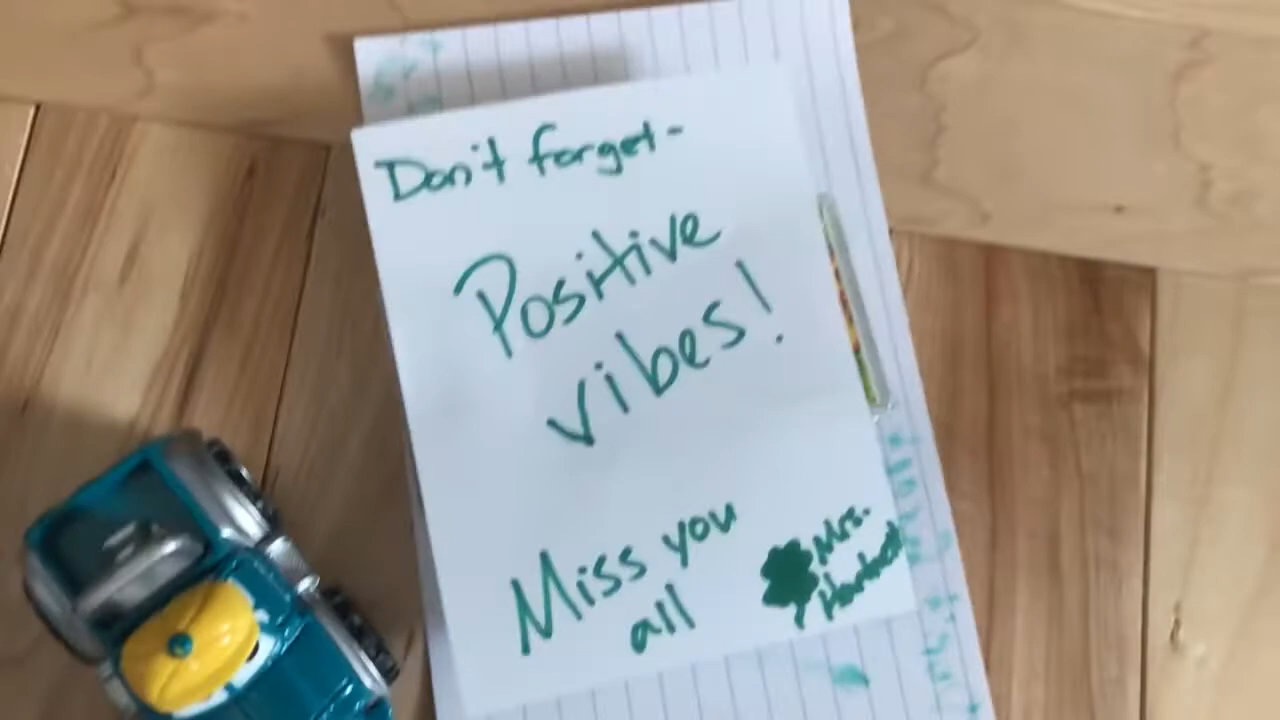 Don't forget-
Positive
vibes!
Miss you
all
Mrs.